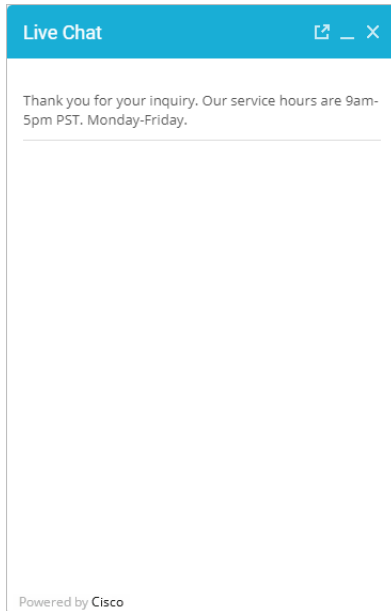 Live Chat
Thank you for your inquiry. Our service hours are 9am-
5pm PST. Monday-Friday.
Powered by Cisco